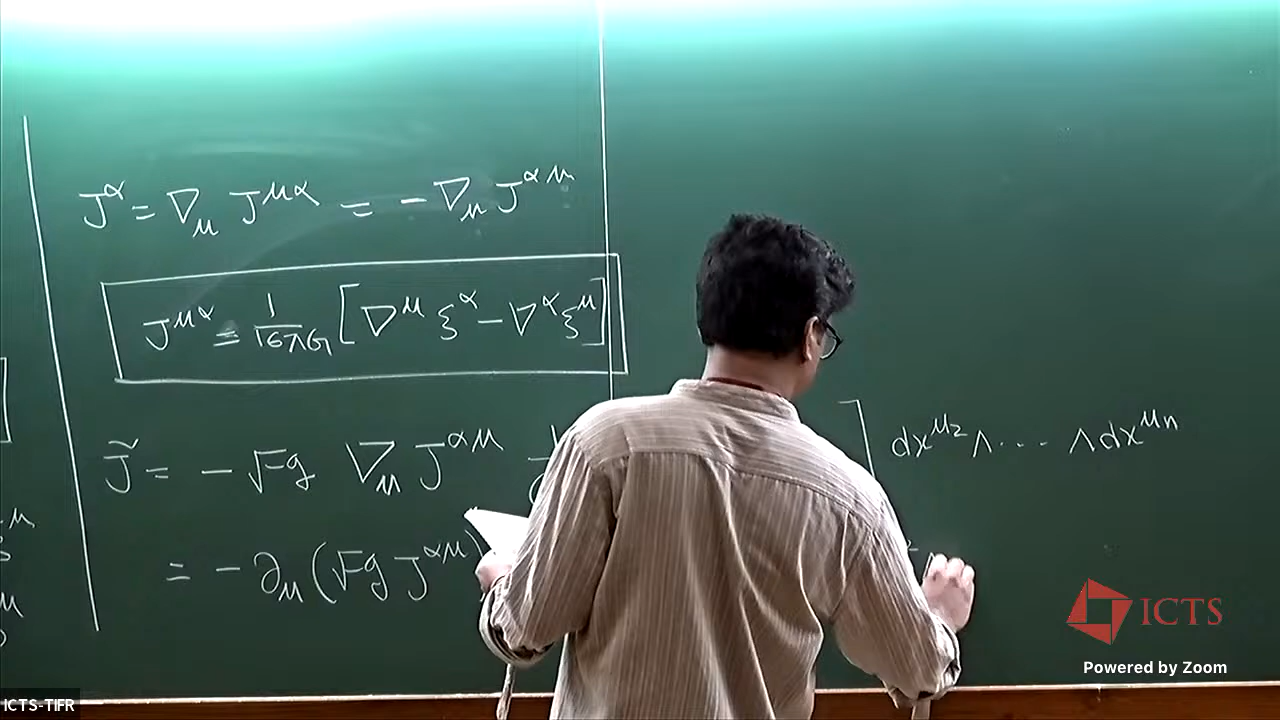 J^α = ∇_μ J^{μα} = - ∇_μ J^{αμ}
J^{μα} = 1/16πG [∇^μ ξ^α - ∇^α ξ^μ]
J̃ = - √-g ∇_μ J^{αμ} ] dx^{μ_2} ∧ ... ∧ dx^{μ_n}
= - ∂_μ (√-g J^{αμ})
ICTS
Powered by Zoom
ICTS-TIFR